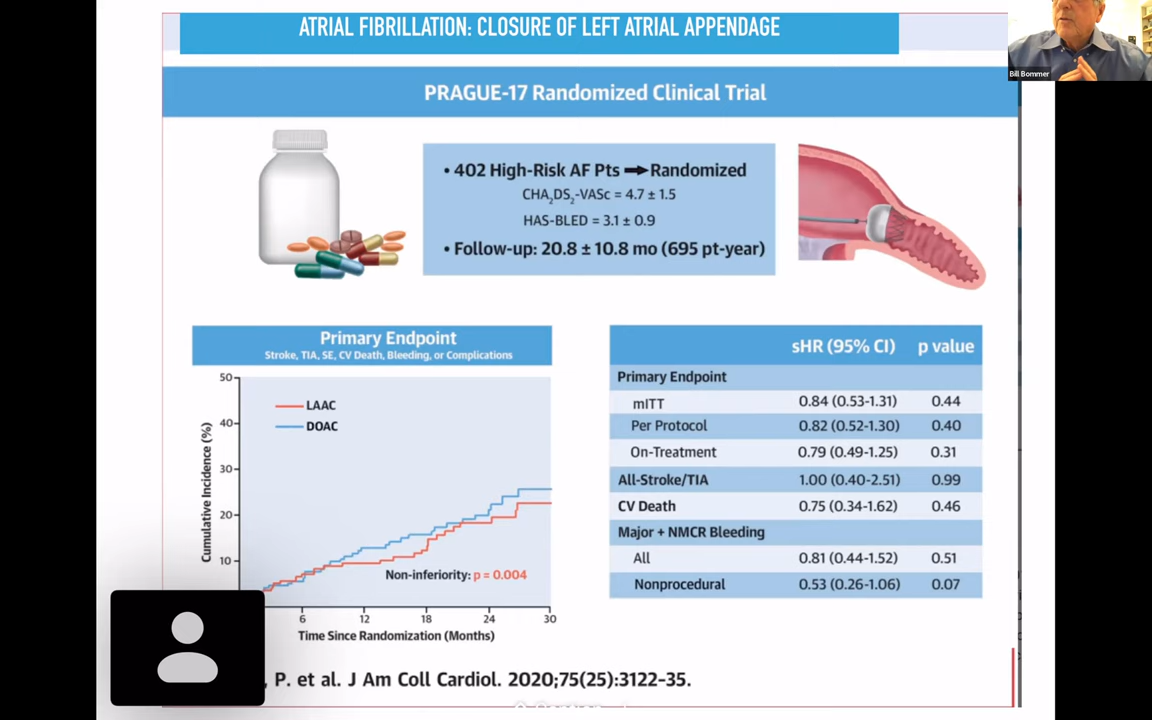 ATRIAL FIBRILLATION: CLOSURE OF LEFT ATRIAL APPENDAGE
Bill Bommer
PRAGUE-17 Randomized Clinical Trial
• 402 High-Risk AF Pts ➡Randomized
CHA₂DS₂-VASc = 4.7 ± 1.5
HAS-BLED = 3.1 ± 0.9
• Follow-up: 20.8 ± 10.8 mo (695 pt-year)
Primary Endpoint
Stroke, TIA, SE, CV Death, Bleeding, or Complications
50
40
30
20
10
Cumulative Incidence (%)
LAAC
DOAC
Non-inferiority: p = 0.004
6 12 18 24 30
Time Since Randomization (Months)
sHR (95% CI) p value
Primary Endpoint
mITT 0.84 (0.53-1.31) 0.44
Per Protocol 0.82 (0.52-1.30) 0.40
On-Treatment 0.79 (0.49-1.25) 0.31
All-Stroke/TIA 1.00 (0.40-2.51) 0.99
CV Death 0.75 (0.34-1.62) 0.46
Major + NMCR Bleeding
All 0.81 (0.44-1.52) 0.51
Nonprocedural 0.53 (0.26-1.06) 0.07
, P. et al. J Am Coll Cardiol. 2020;75(25):3122-35.